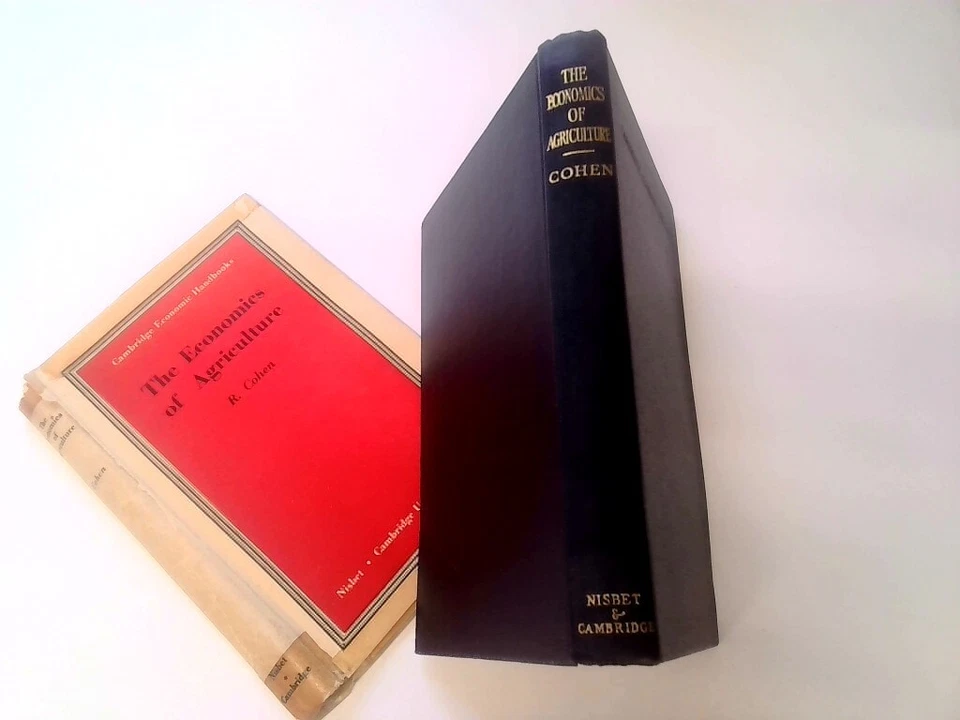 Cambridge Economic Handbooks
The Economics
of Agriculture
R. Cohen
Nisbet • Cambridge
Nisbet
•
Cambridge
THE
ECONOMICS
OF
AGRICULTURE
COHEN
NISBET
&
CAMBRIDGE